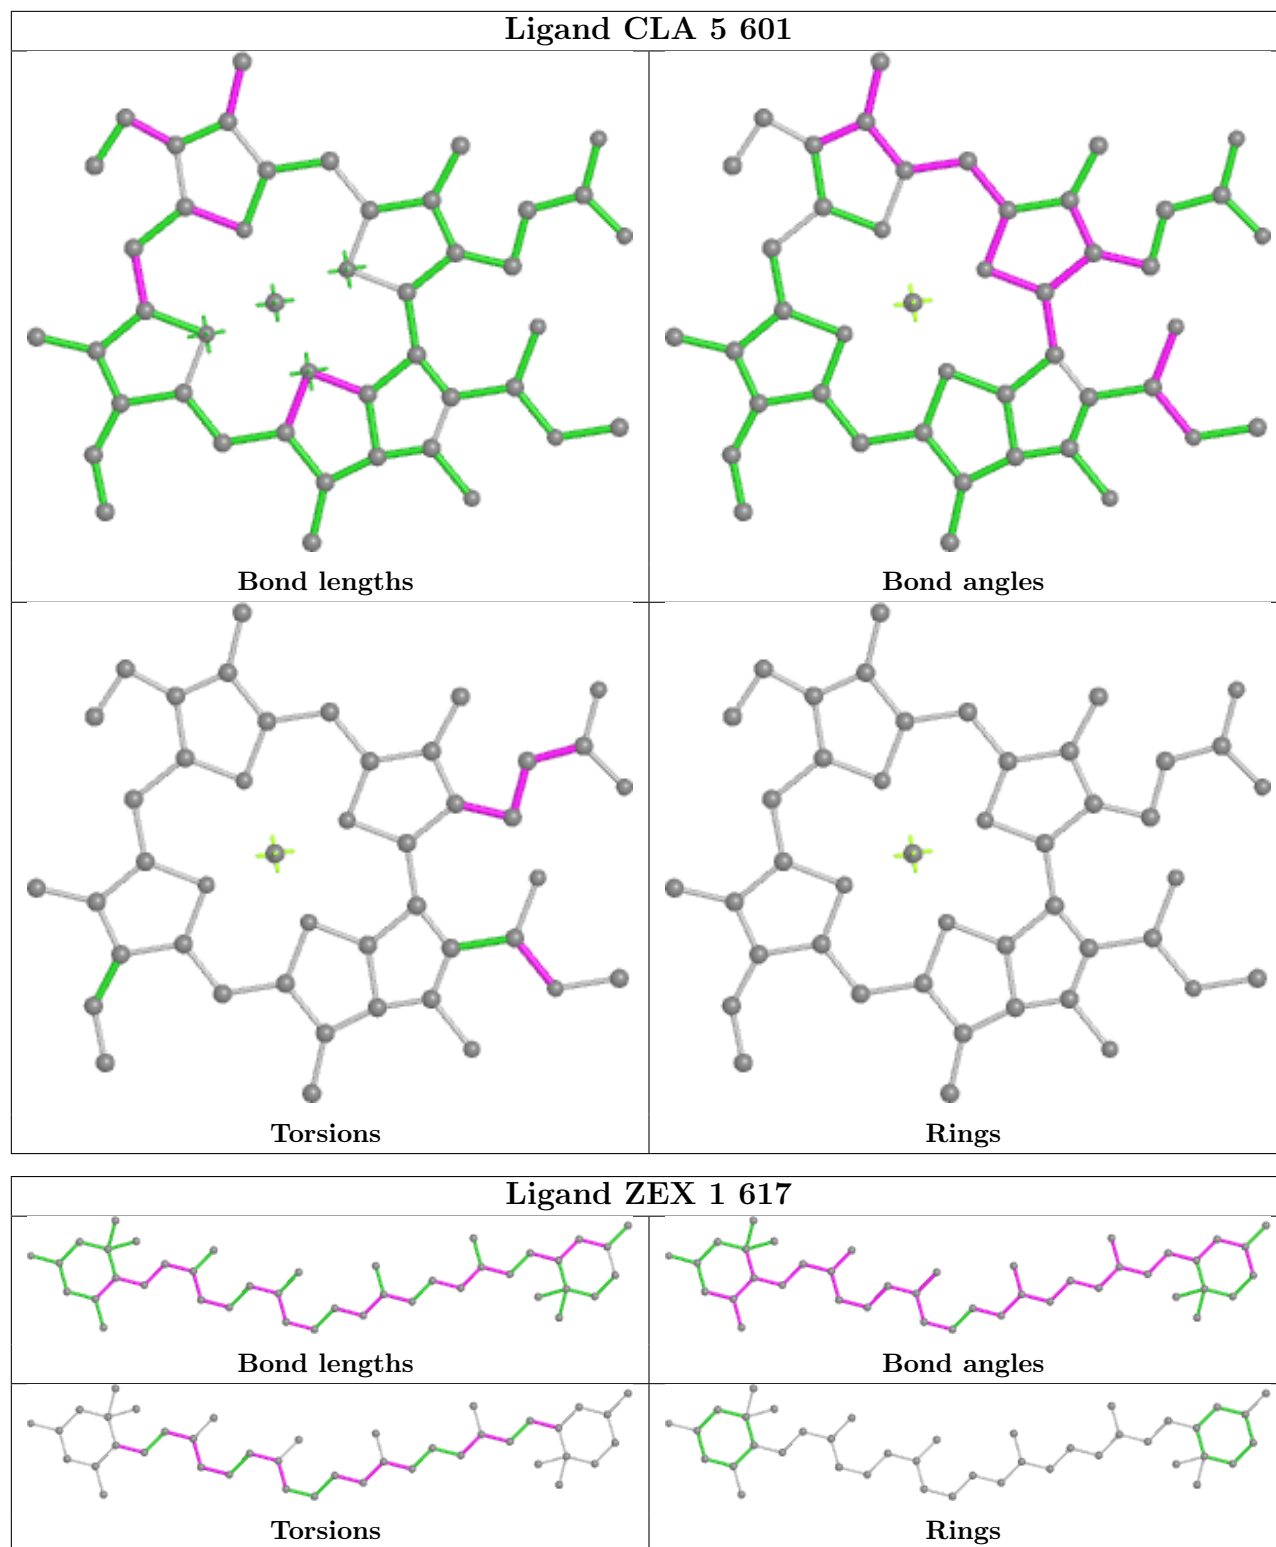 Ligand CLA 5 601
Bond lengths
Bond angles
Torsions
Rings
Ligand ZEX 1 617
Bond lengths
Bond angles
Torsions
Rings